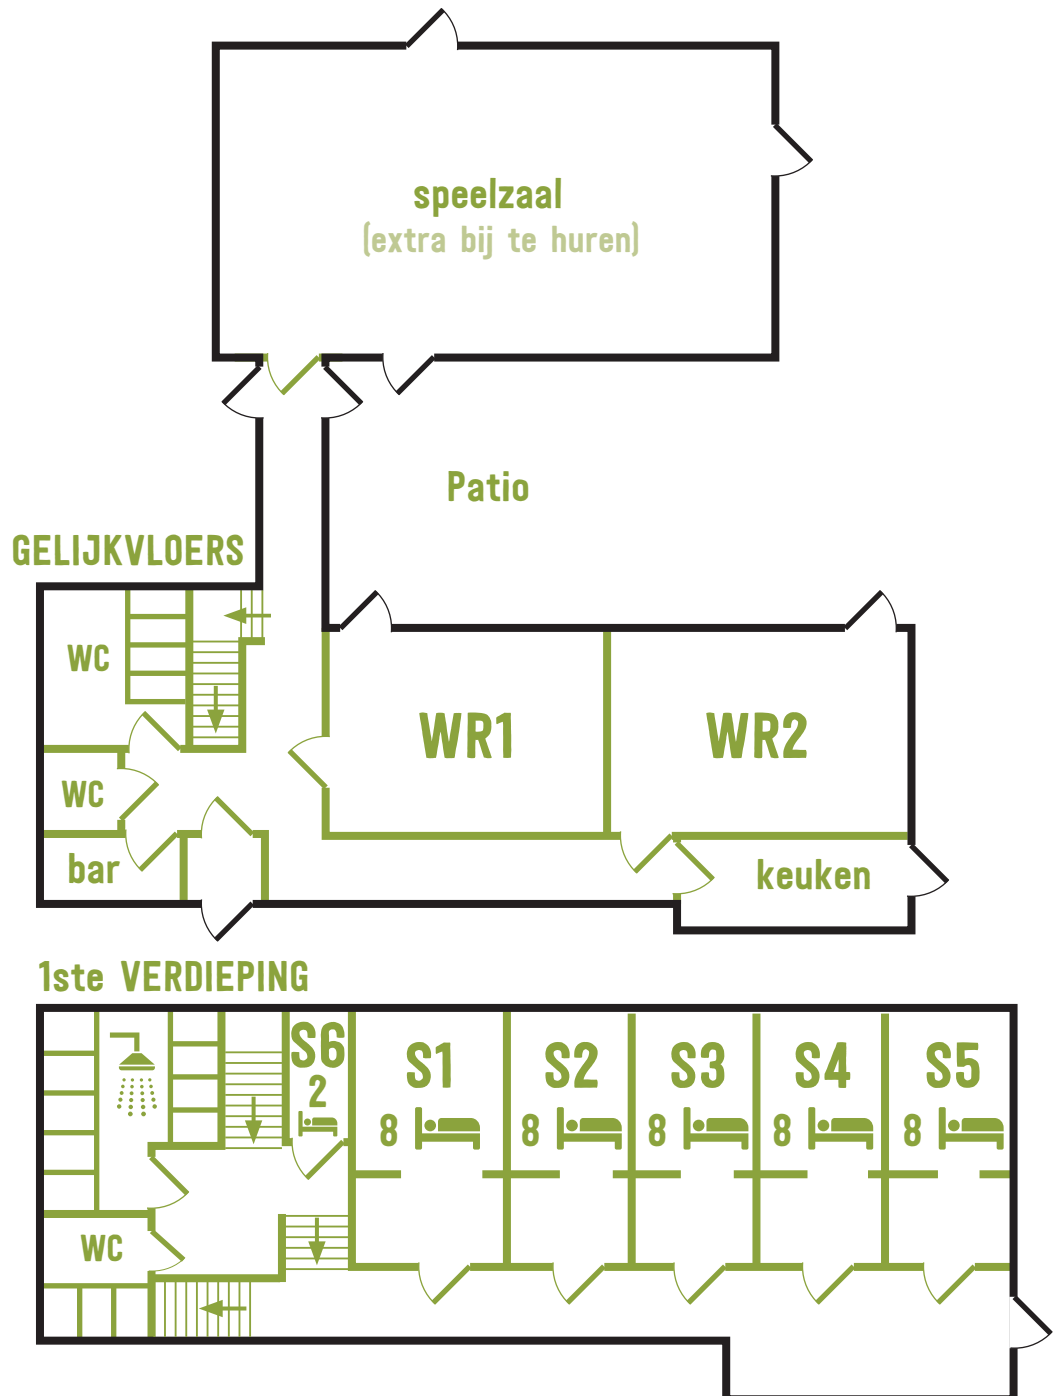 speelzaal
(extra bij te huren)
Patio
GELIJKVLOERS
WC
WR1
WR2
WC
bar
keuken
1ste VERDIEPING
S6
2
S1
8
S2
8
S3
8
S4
8
S5
8
WC